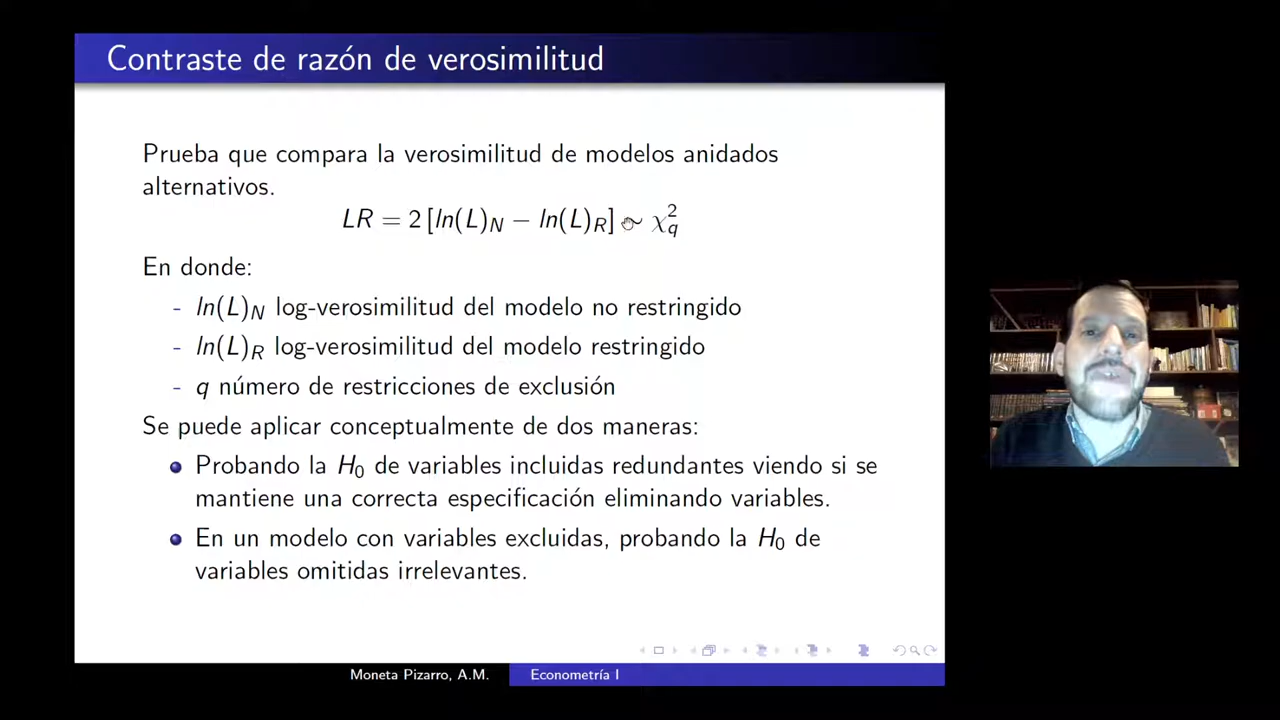 Contraste de razón de verosimilitud
Prueba que compara la verosimilitud de modelos anidados
alternativos.
LR = 2 [ln(L)_N − ln(L)_R] ∼ χ²_q
En donde:
- ln(L)_N log-verosimilitud del modelo no restringido
- ln(L)_R log-verosimilitud del modelo restringido
- q número de restricciones de exclusión
Se puede aplicar conceptualmente de dos maneras:
Probando la H₀ de variables incluidas redundantes viendo si se
mantiene una correcta especificación eliminando variables.
En un modelo con variables excluidas, probando la H₀ de
variables omitidas irrelevantes.
Moneta Pizarro, A.M. Econometría I